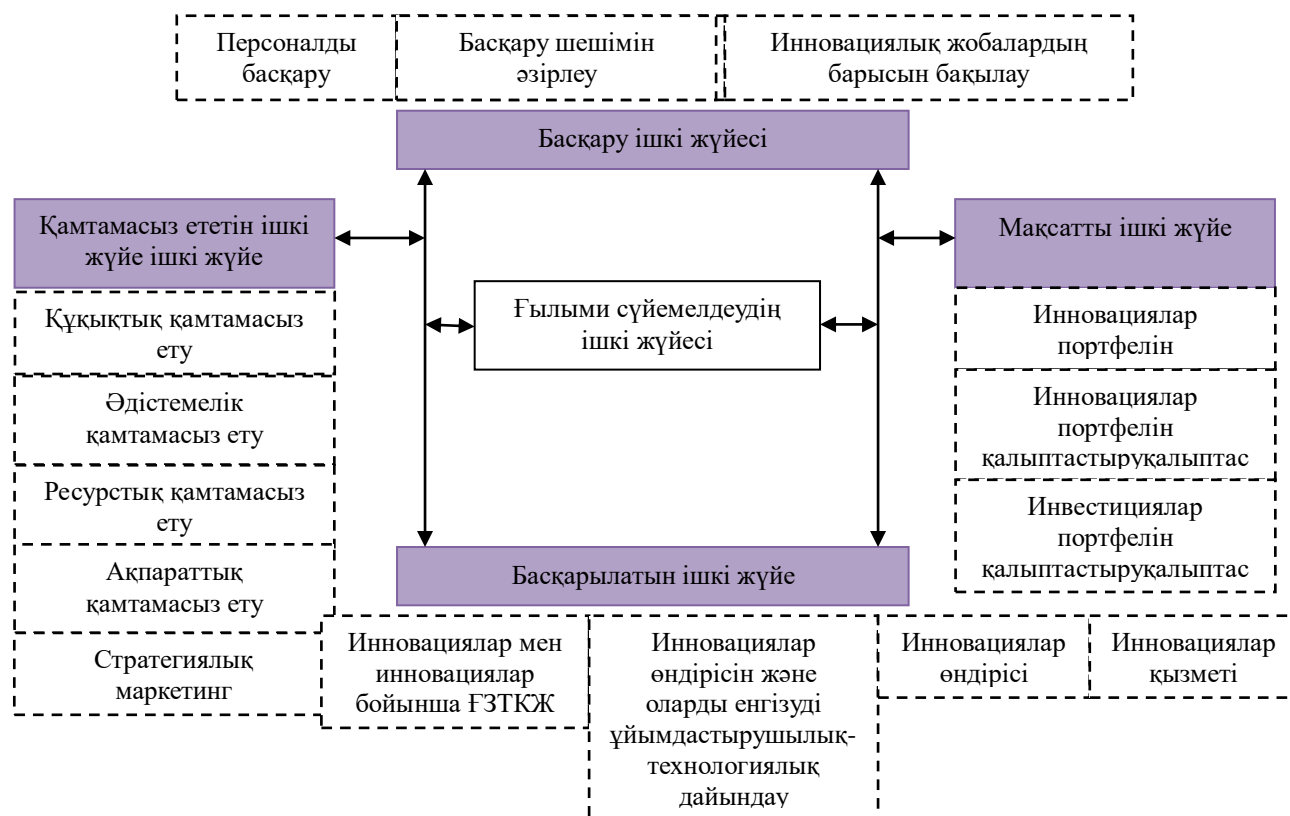 Персоналды
басқару
Басқару шешімін
әзірлеу
Инновациялық жобалардың
барысын бақылау
Басқару ішкі жүйесі
Қамтамасыз ететін ішкі
жүйе ішкі жүйе
Құқықтық қамтамасыз
ету
Әдістемелік
қамтамасыз ету
Ресурстық қамтамасыз
ету
Ақпараттық
қамтамасыз ету
Стратегиялық
маркетинг
Ғылыми сүйемелдеудің
ішкі жүйесі
Мақсатты ішкі жүйе
Инновациялар
портфелін
Инновациялар
портфелін
қалыптастыруқалыптас
Инвестициялар
портфелін
қалыптастыруқалыптас
Басқарылатын ішкі жүйе
Инновациялар мен
инновациялар
бойынша ҒЗТКЖ
Инновациялар
өндірісін және
оларды енгізуді
ұйымдастырушылық-
технологиялық
дайындау
Инновациялар
өндірісі
Инновациялар
қызметі